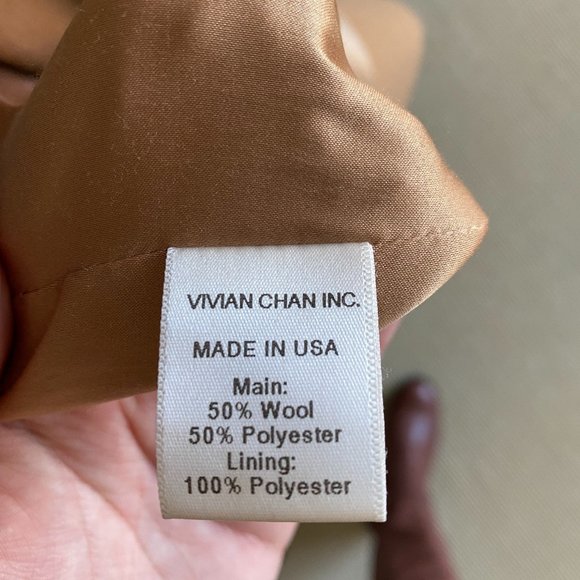 VIVIAN CHAN INC.
MADE IN USA
Main:
50% Wool
50% Polyester
Lining:
100% Polyester